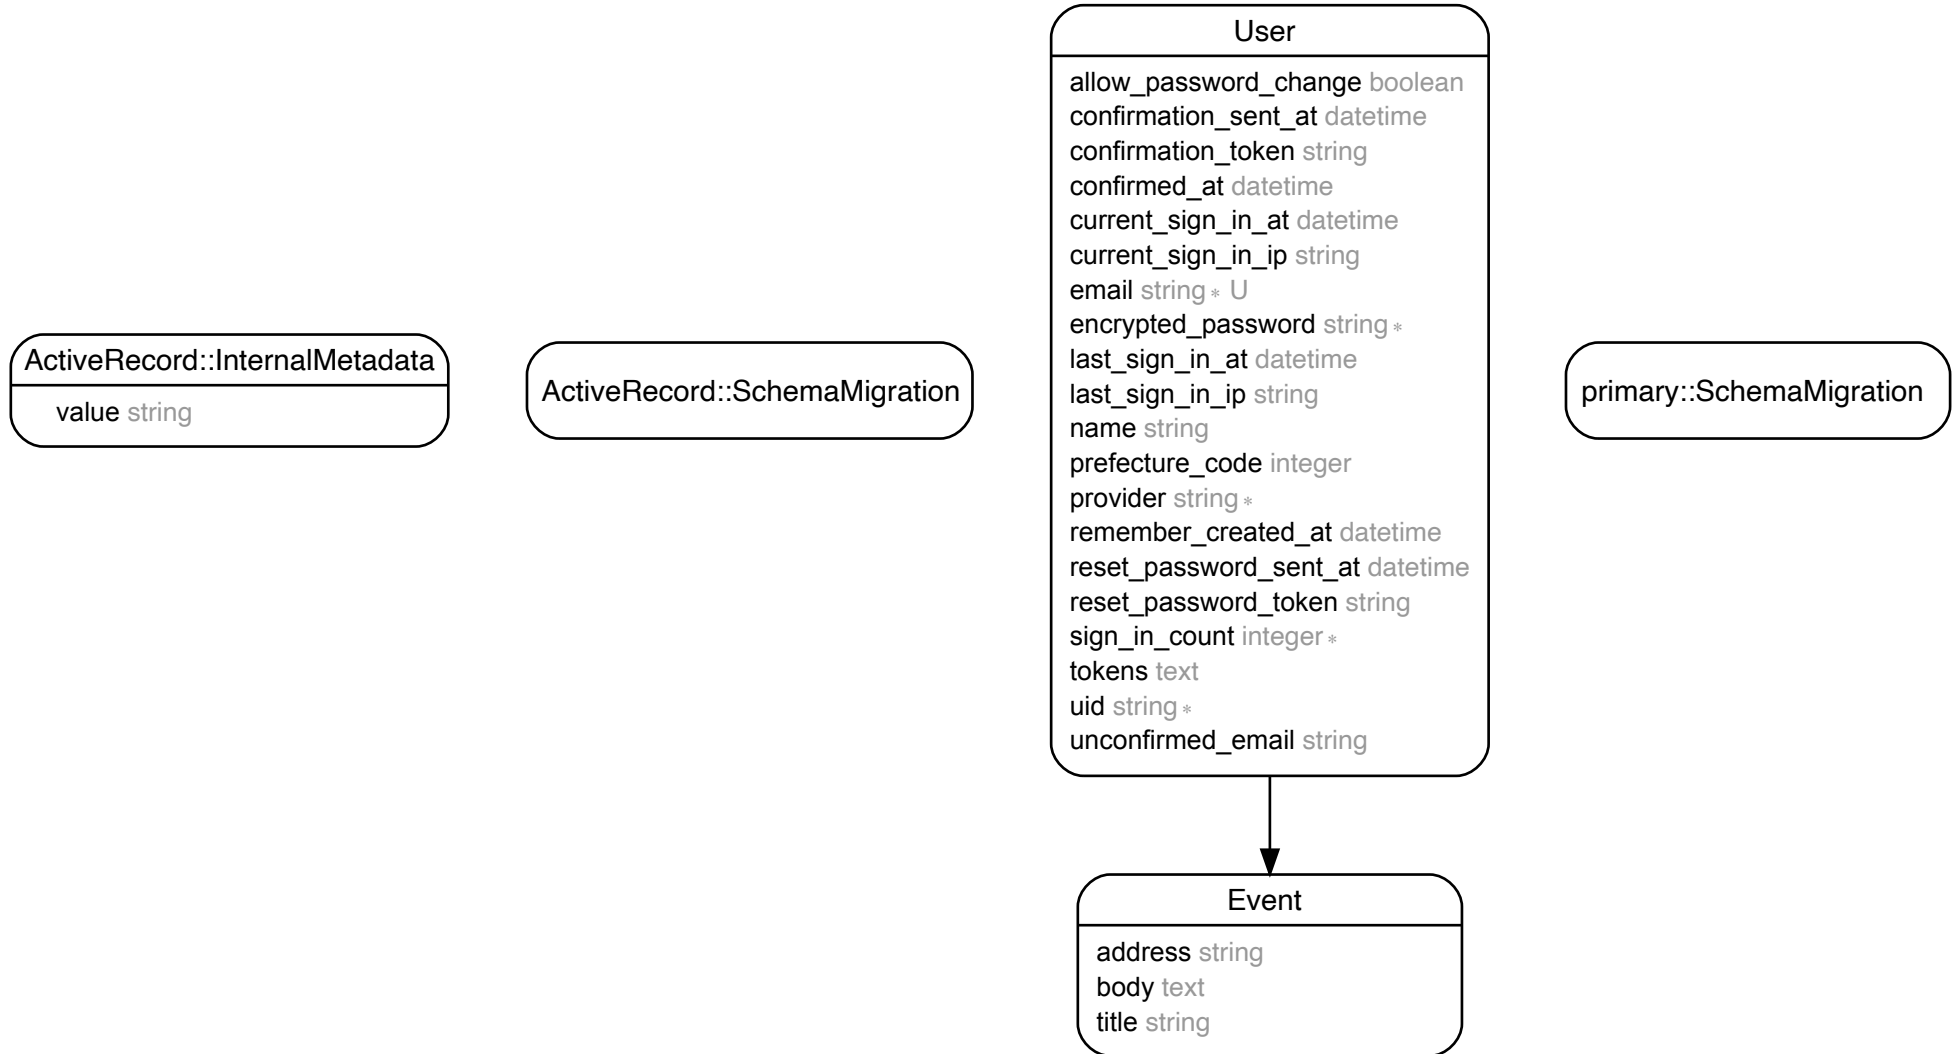 User
allow_password_change boolean
confirmation_sent_at datetime
confirmation_token string
confirmed_at datetime
current_sign_in_at datetime
current_sign_in_ip string
email string∗ U
encrypted_password string∗
last_sign_in_at datetime
last_sign_in_ip string
name string
prefecture_code integer
provider string∗
remember_created_at datetime
reset_password_sent_at datetime
reset_password_token string
sign_in_count integer∗
tokens text
uid string∗
unconfirmed_email string
ActiveRecord::InternalMetadata
value string
ActiveRecord::SchemaMigration
primary::SchemaMigration
Event
address string
body text
title string